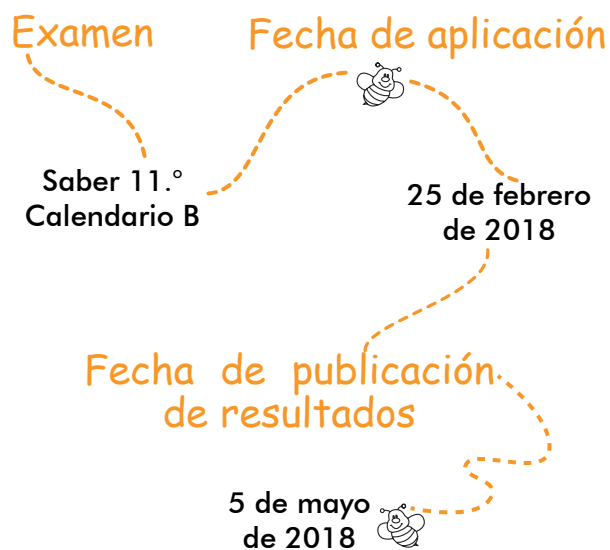 Examen
Fecha de aplicación
Saber 11.°
Calendario B
25 de febrero
de 2018
Fecha de publicación
de resultados
5 de mayo
de 2018